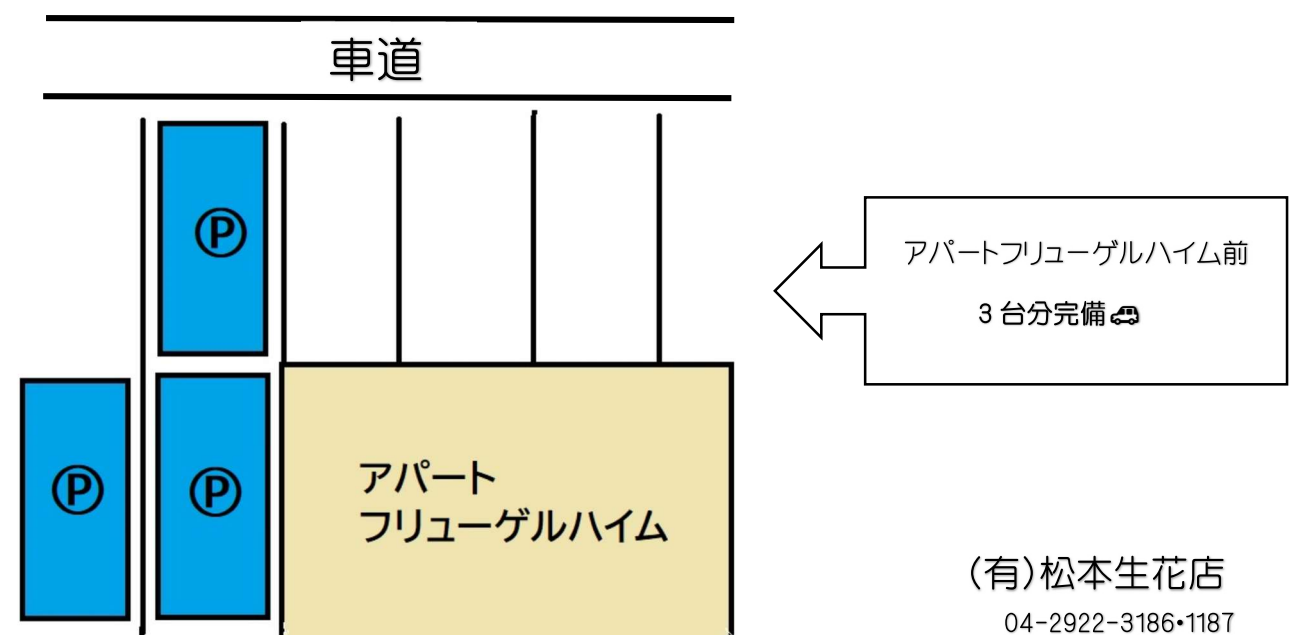 車道
Ⓟ
アパートフリューゲルハイム前
3台分完備🚗
Ⓟ
Ⓟ
アパート
フリューゲルハイム
(有)松本生花店
04-2922-3186•1187